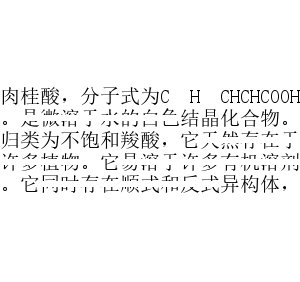 肉桂酸，分子式为C　H　CHCHCOOH
。是微溶于水的白色结晶化合物。
归类为不饱和羧酸，它天然存在于
许多植物。它易溶于许多有机溶剂
。它同时存在顺式和反式异构体，